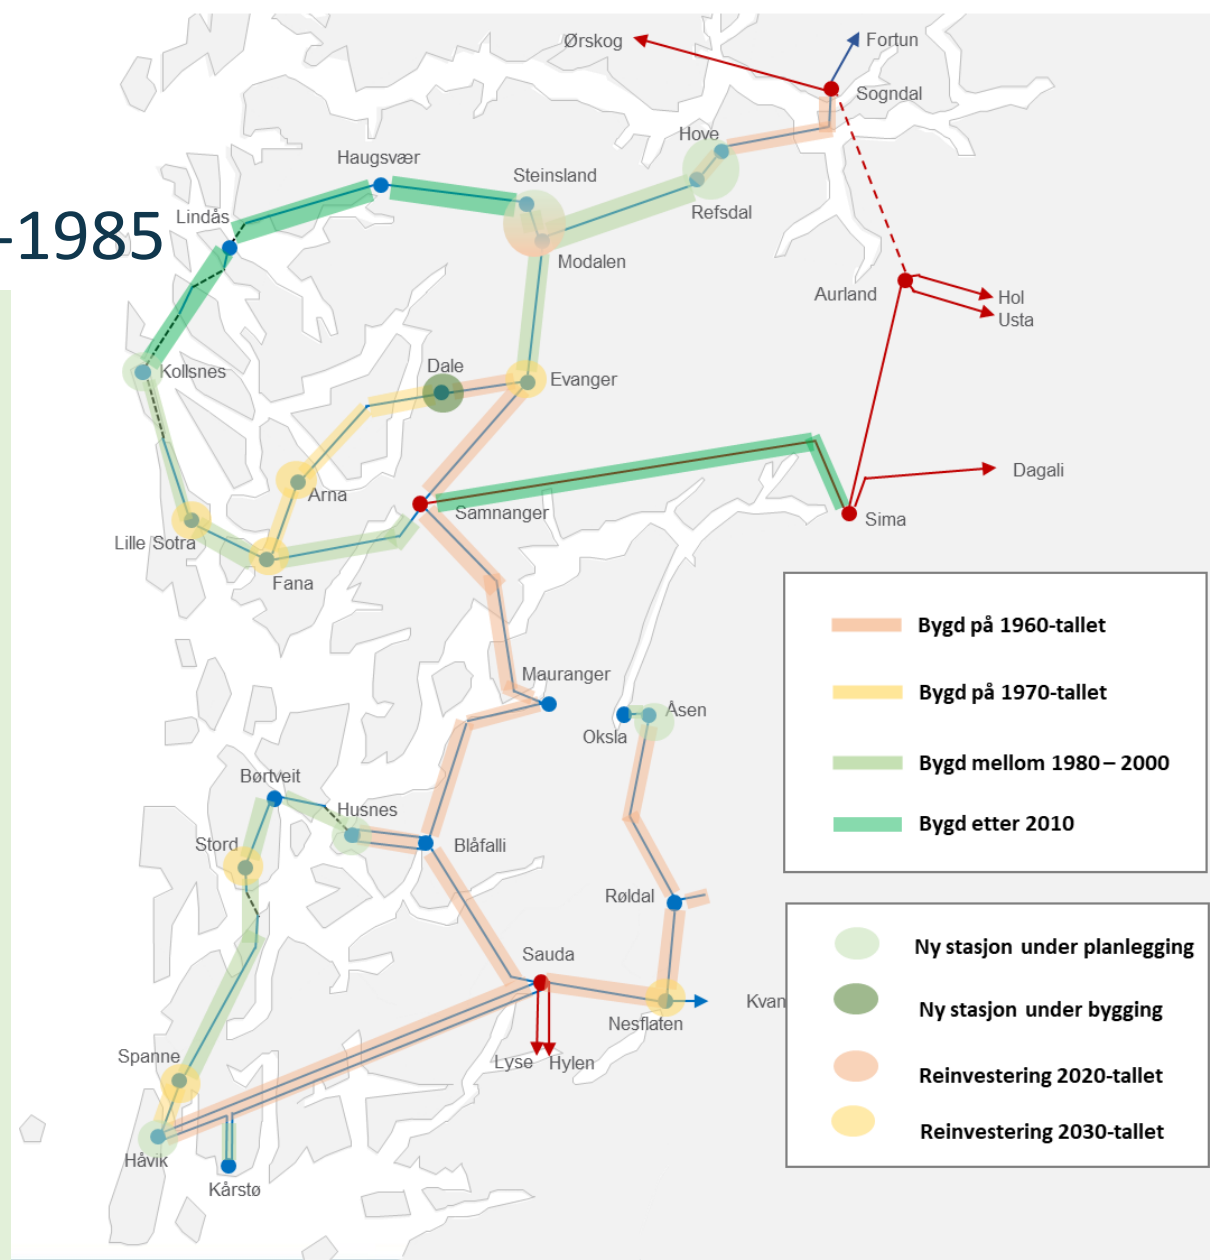 Ørskog
Fortun
Sogndal
Hove
Haugsvær
Steinsland
Lindås
-1985
Refsdal
Modalen
Aurland
Hol
Usta
Kollsnes
Dale
Evanger
Arna
Samnanger
Dagali
Sima
Lille Sotra
Fana
Bygd på 1960-tallet
Mauranger
Bygd på 1970-tallet
Åsen
Oksla
Bygd mellom 1980 – 2000
Børtveit
Husnes
Bygd etter 2010
Stord
Blåfalli
Røldal
Ny stasjon under planlegging
Sauda
Kvan
Ny stasjon under bygging
Nesflaten
Spanne
Lyse
Hylen
Reinvestering 2020-tallet
Reinvestering 2030-tallet
Håvik
Kårstø